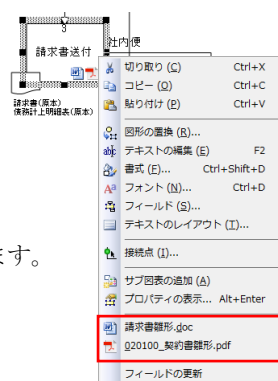 3
社内便
請求書送付
請求書(原本)
債務計上明細表(原本)
切り取り (C) Ctrl+X
コピー (O) Ctrl+C
貼り付け (P) Ctrl+V
図形の置換 (R)...
テキストの編集 (E) F2
書式 (F)... Ctrl+Shift+D
フォント (N)... Ctrl+D
フィールド (S)...
テキストのレイアウト (T)...
ます。
接続点 (I)...
サブ図表の追加 (A)
プロパティの表示... Alt+Enter
請求書雛形.doc
020100_契約書雛形.pdf
フィールドの更新